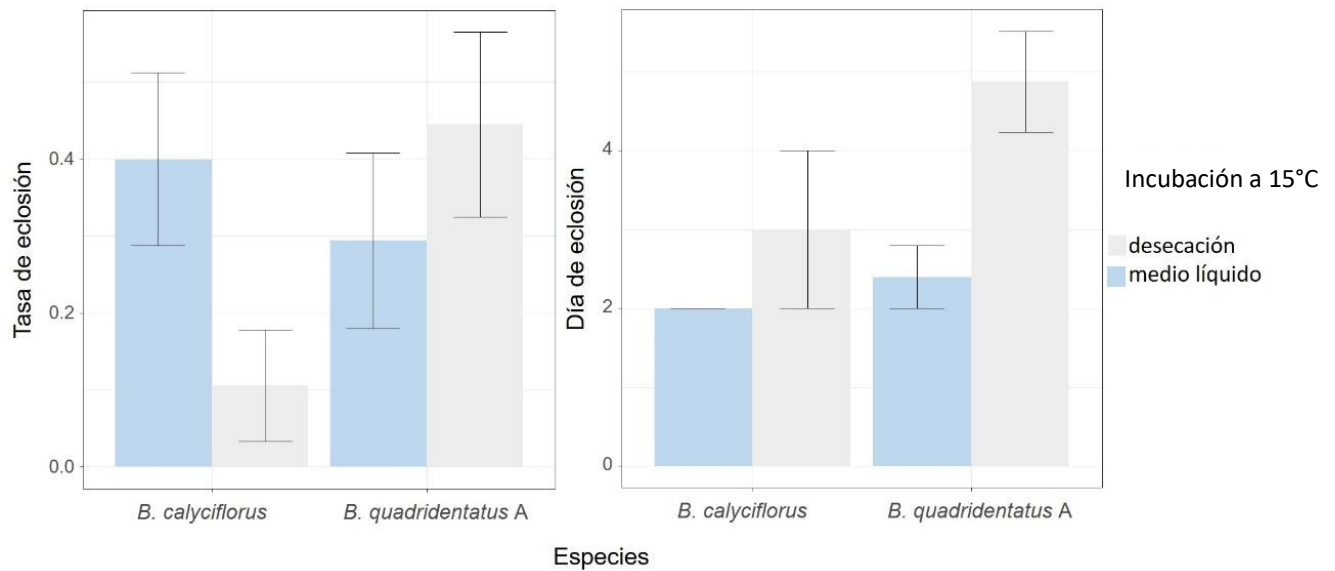 Tasa de eclosión
0.4
0.2
0.0
B. calyciflorus
B. quadridentatus A
Día de eclosión
4
2
0
B. calyciflorus
B. quadridentatus A
Especies
Incubación a 15°C
desecación
medio líquido